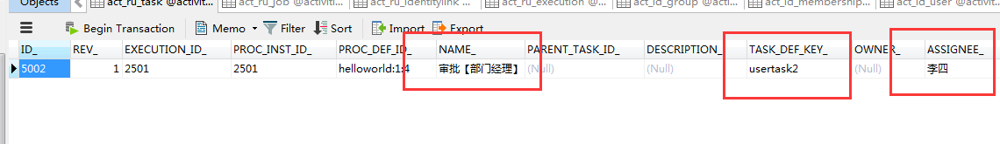 Objects act_ru_task @activit... act_ru_job @activiti... act_ru_identitylink ... act_ru_execution @... act_id_group @activi... act_id_membership... act_id_user @activi...
Begin Transaction Memo Filter Sort Import Export
ID_ REV_ EXECUTION_ID_ PROC_INST_ID_ PROC_DEF_ID_ NAME_ PARENT_TASK_ID_ DESCRIPTION_ TASK_DEF_KEY_ OWNER_ ASSIGNEE_
5002 1 2501 2501 helloworld:1:4 审批【部门经理】 (Null) (Null) usertask2 (Null) 李四